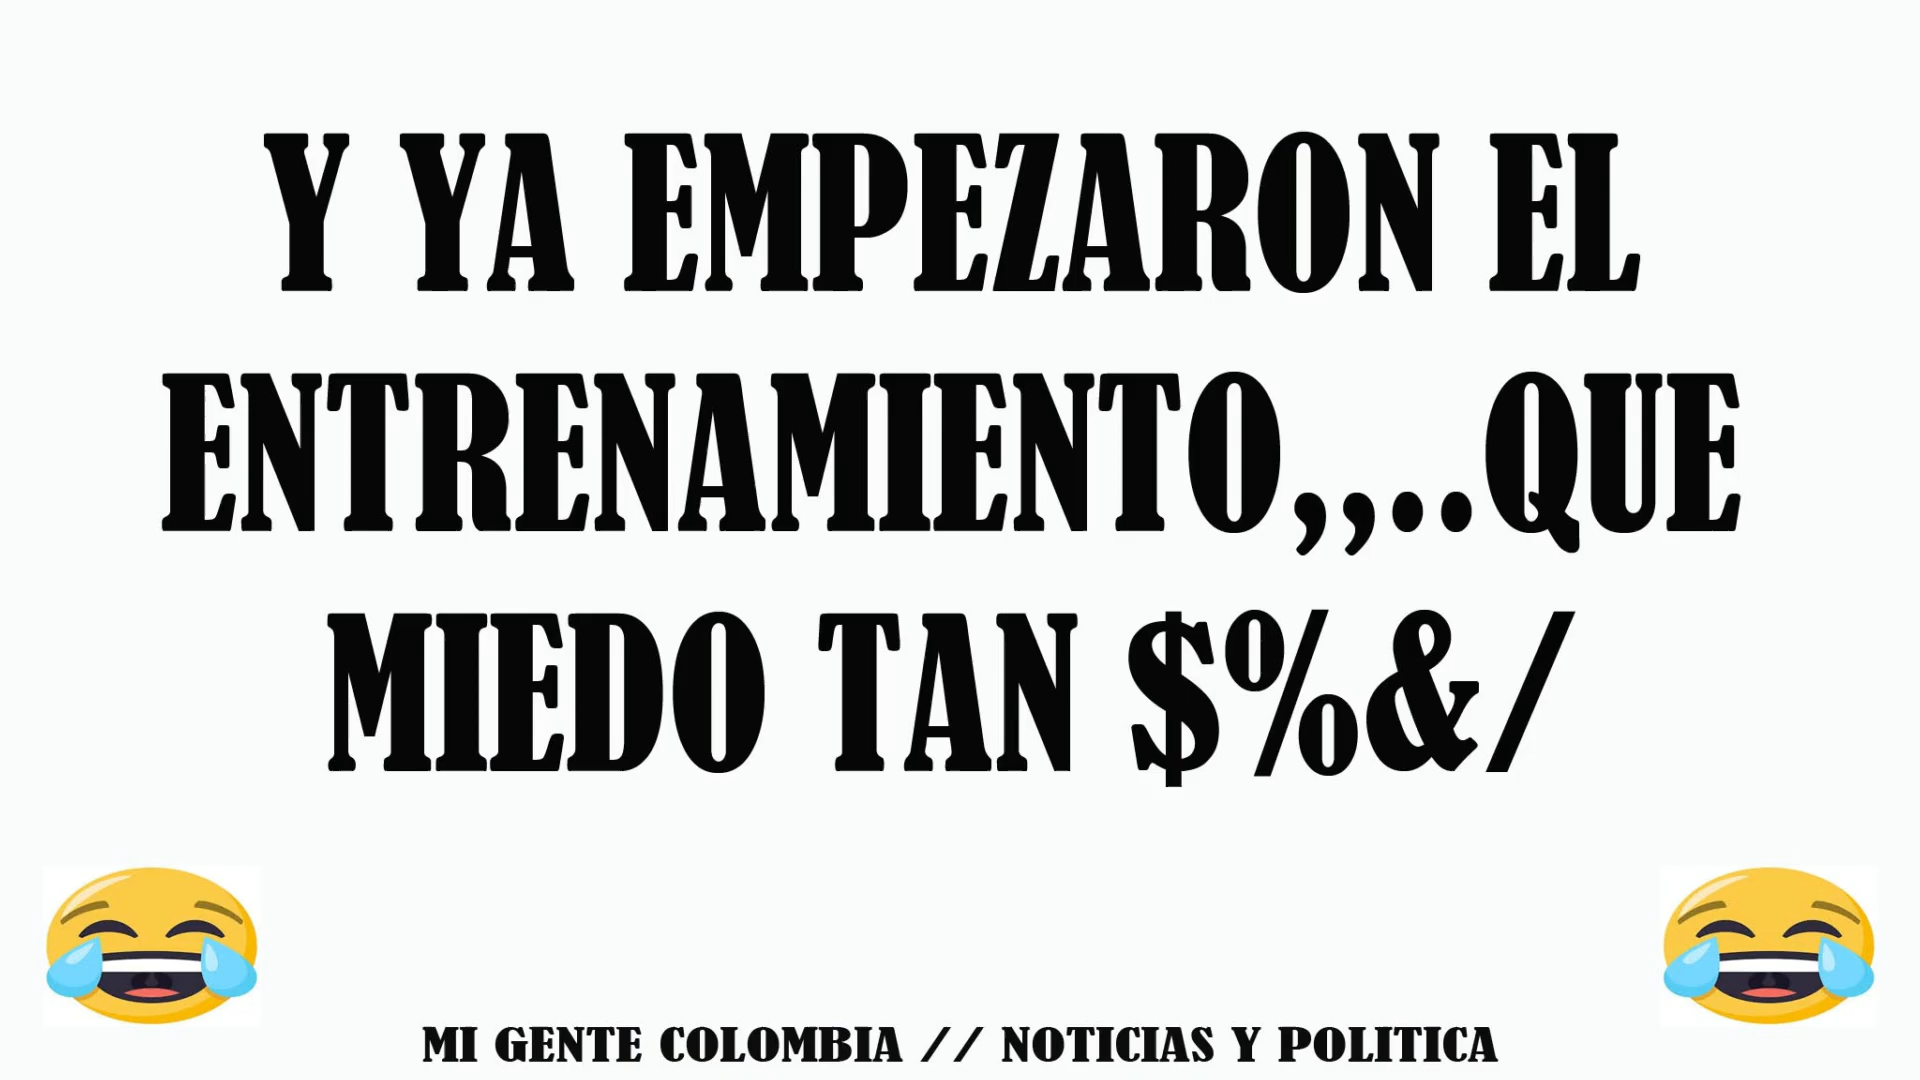 Y YA EMPEZARON EL
ENTRENAMIENTO,,..QUE
MIEDO TAN $%&/
MI GENTE COLOMBIA // NOTICIAS Y POLITICA